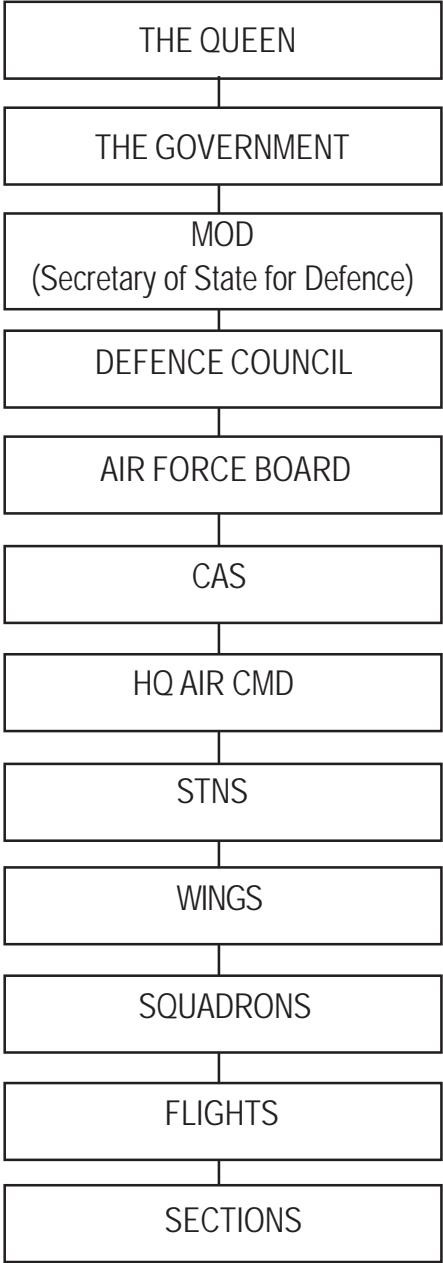 THE QUEEN
THE GOVERNMENT
MOD
(Secretary of State for Defence)
DEFENCE COUNCIL
AIR FORCE BOARD
CAS
HQ AIR CMD
STNS
WINGS
SQUADRONS
FLIGHTS
SECTIONS